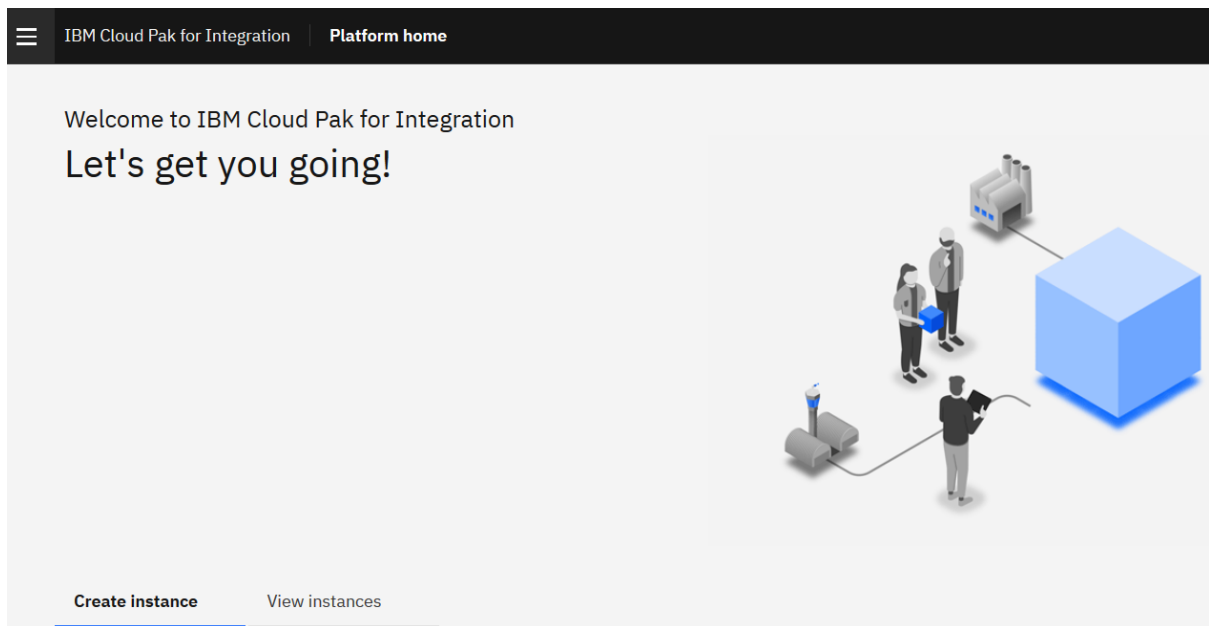 IBM Cloud Pak for Integration Platform home
Welcome to IBM Cloud Pak for Integration
Let's get you going!
Create instance View instances